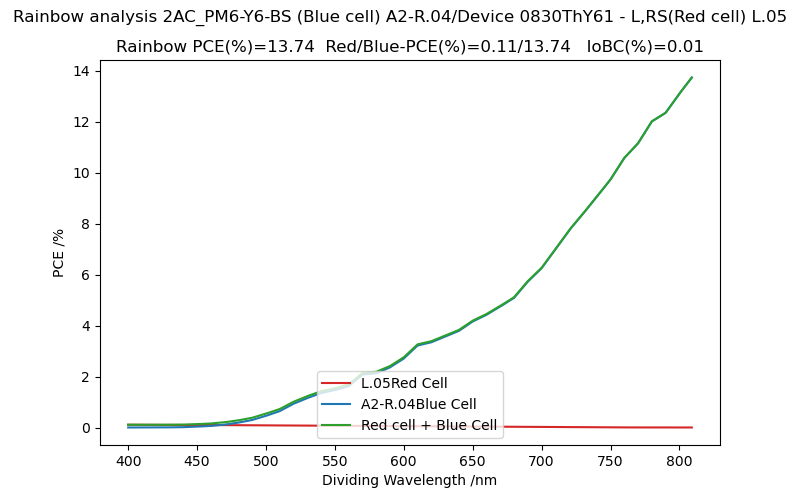 Rainbow analysis 2AC_PM6-Y6-BS (Blue cell) A2-R.04/Device 0830ThY61 - L,RS(Red cell) L.05
Rainbow PCE(%)=13.74  Red/Blue-PCE(%)=0.11/13.74   IoBC(%)=0.01
14
12
10
8
6
4
2
0
PCE /%
L.05Red Cell
A2-R.04Blue Cell
Red cell + Blue Cell
400 450 500 550 600 650 700 750 800
Dividing Wavelength /nm